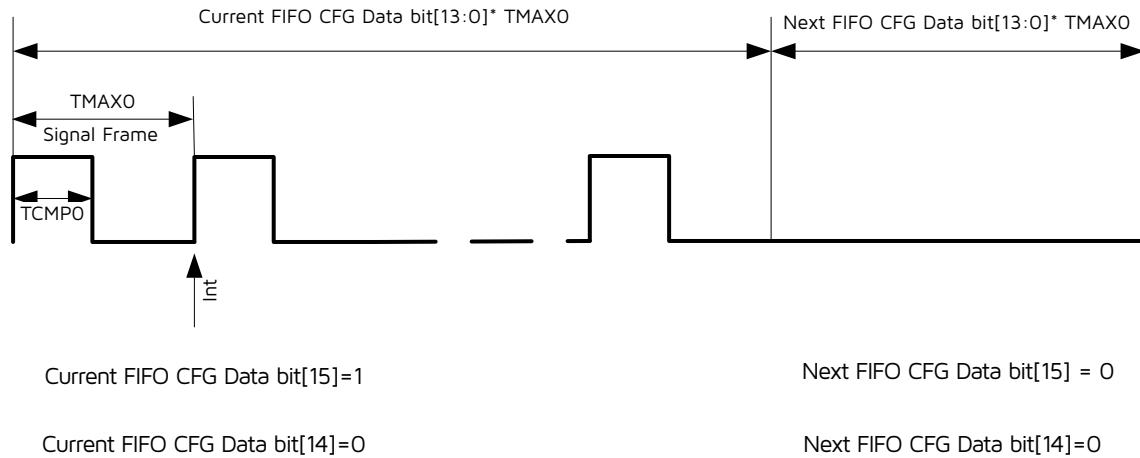 Current FIFO CFG Data bit[13:0]* TMAX0
Next FIFO CFG Data bit[13:0]* TMAX0
TMAX0
Signal Frame
TCMP0
Int
Current FIFO CFG Data bit[15]=1
Next FIFO CFG Data bit[15] = 0
Current FIFO CFG Data bit[14]=0
Next FIFO CFG Data bit[14]=0